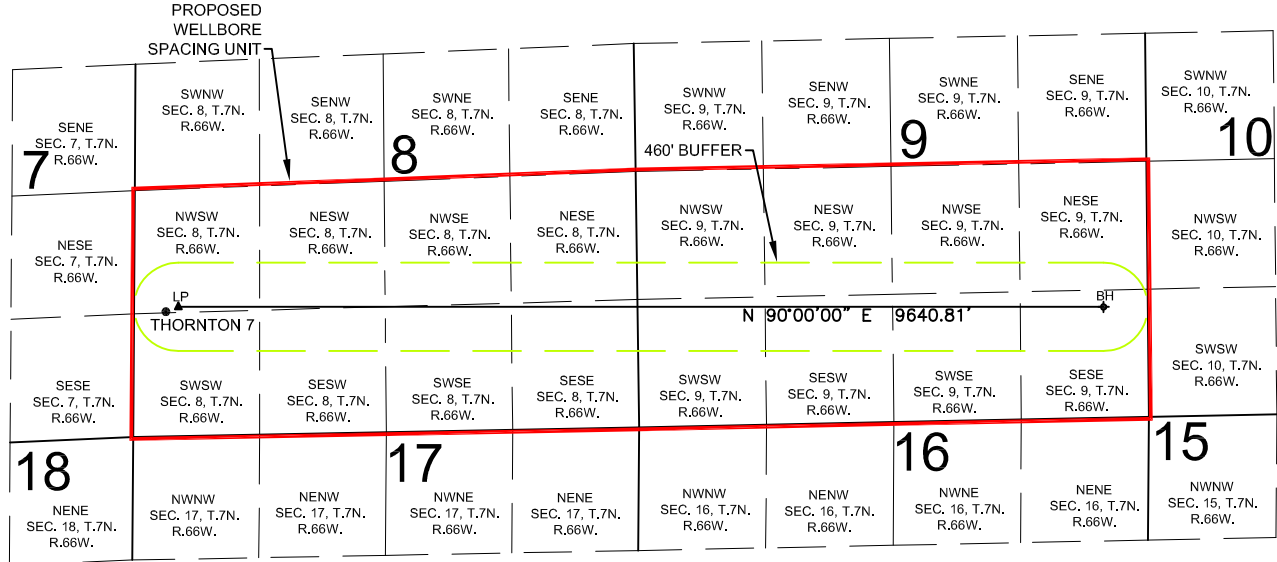 PROPOSED
WELLBORE
SPACING UNIT
SENE
SEC. 7, T.7N.
R.66W.
7
SWNW
SEC. 8, T.7N.
R.66W.
SENW
SEC. 8, T.7N.
R.66W.
SWNE
SEC. 8, T.7N.
R.66W.
8
SENE
SEC. 8, T.7N.
R.66W.
SWNW
SEC. 9, T.7N.
R.66W.
SENW
SEC. 9, T.7N.
R.66W.
SWNE
SEC. 9, T.7N.
R.66W.
9
SENE
SEC. 9, T.7N.
R.66W.
SWNW
SEC. 10, T.7N.
R.66W.
10
460' BUFFER
NESE
SEC. 7, T.7N.
R.66W.
NWSW
SEC. 8, T.7N.
R.66W.
NESW
SEC. 8, T.7N.
R.66W.
NWSE
SEC. 8, T.7N.
R.66W.
NESE
SEC. 8, T.7N.
R.66W.
NWSW
SEC. 9, T.7N.
R.66W.
NESW
SEC. 9, T.7N.
R.66W.
NWSE
SEC. 9, T.7N.
R.66W.
NESE
SEC. 9, T.7N.
R.66W.
NWSW
SEC. 10, T.7N.
R.66W.
LP
BH
THORNTON 7
N 90°00'00" E 9640.81'
SESE
SEC. 7, T.7N.
R.66W.
SWSW
SEC. 8, T.7N.
R.66W.
SESW
SEC. 8, T.7N.
R.66W.
SWSE
SEC. 8, T.7N.
R.66W.
SESE
SEC. 8, T.7N.
R.66W.
SWSW
SEC. 9, T.7N.
R.66W.
SESW
SEC. 9, T.7N.
R.66W.
SWSE
SEC. 9, T.7N.
R.66W.
SESE
SEC. 9, T.7N.
R.66W.
SWSW
SEC. 10, T.7N.
R.66W.
18
NENE
SEC. 18, T.7N.
R.66W.
NWNW
SEC. 17, T.7N.
R.66W.
NENW
SEC. 17, T.7N.
R.66W.
17
NWNE
SEC. 17, T.7N.
R.66W.
NENE
SEC. 17, T.7N.
R.66W.
NWNW
SEC. 16, T.7N.
R.66W.
NENW
SEC. 16, T.7N.
R.66W.
16
NWNE
SEC. 16, T.7N.
R.66W.
NENE
SEC. 16, T.7N.
R.66W.
15
NWNW
SEC. 15, T.7N.
R.66W.